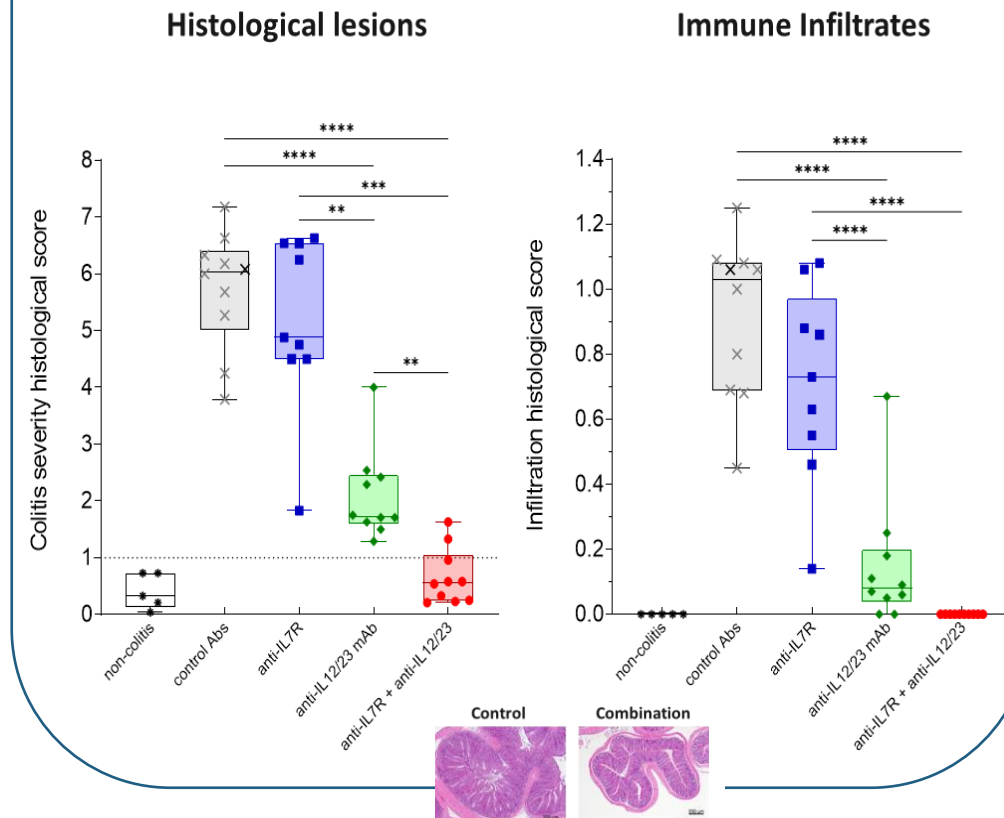 Histological lesions
Colitis severity histological score
8
7
6
5
4
3
2
1
0
****
****
***
**
**
non-colitis
control Abs
anti-IL7R
anti-IL12/23 mAb
anti-IL7R + anti-IL12/23
Immune Infiltrates
Infiltration histological score
1.4
1.2
1.0
0.8
0.6
0.4
0.2
0.0
****
****
****
****
non-colitis
control Abs
anti-IL7R
anti-IL12/23 mAb
anti-IL7R + anti-IL12/23
Control
Combination